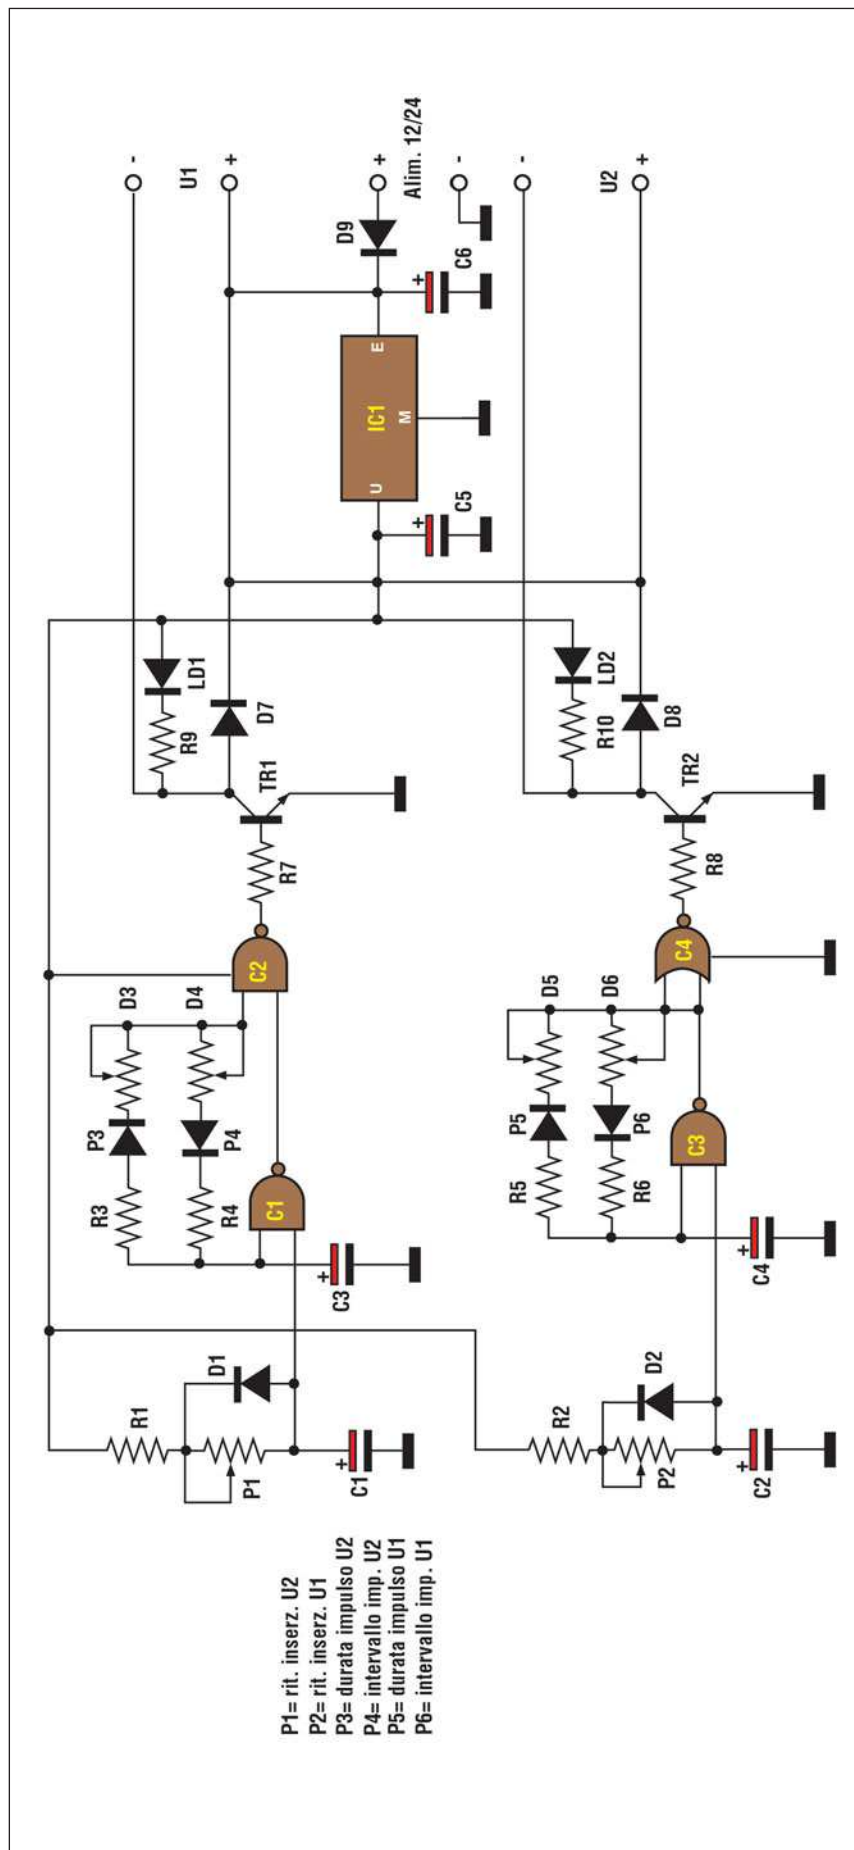 P1= rit. inserz. U2
P2= rit. inserz. U1
P3= durata impulso U2
P4= intervallo imp. U2
P5= durata impulso U1
P6= intervallo imp. U1
R1
P1
D1
+
C1
R3
P3
D3
R4
P4
D4
+
C3
C1
C2
R7
TR1
R9
LD1
D7
-
U1
+
U
IC1
E
M
+
C5
+
C6
D9
+
Alim. 12/24
-
R2
P2
D2
+
C2
R5
P5
D5
R6
P6
D6
+
C4
C3
C4
R8
TR2
R10
LD2
D8
-
U2
+